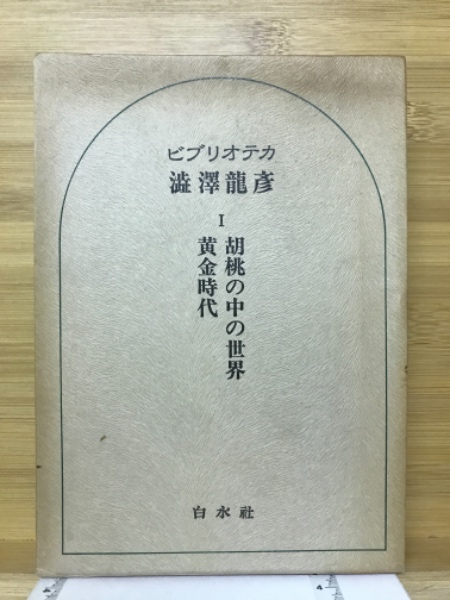 ビブリオテカ
澁澤龍彥
I
胡桃の中の世界
黄金時代
白水社